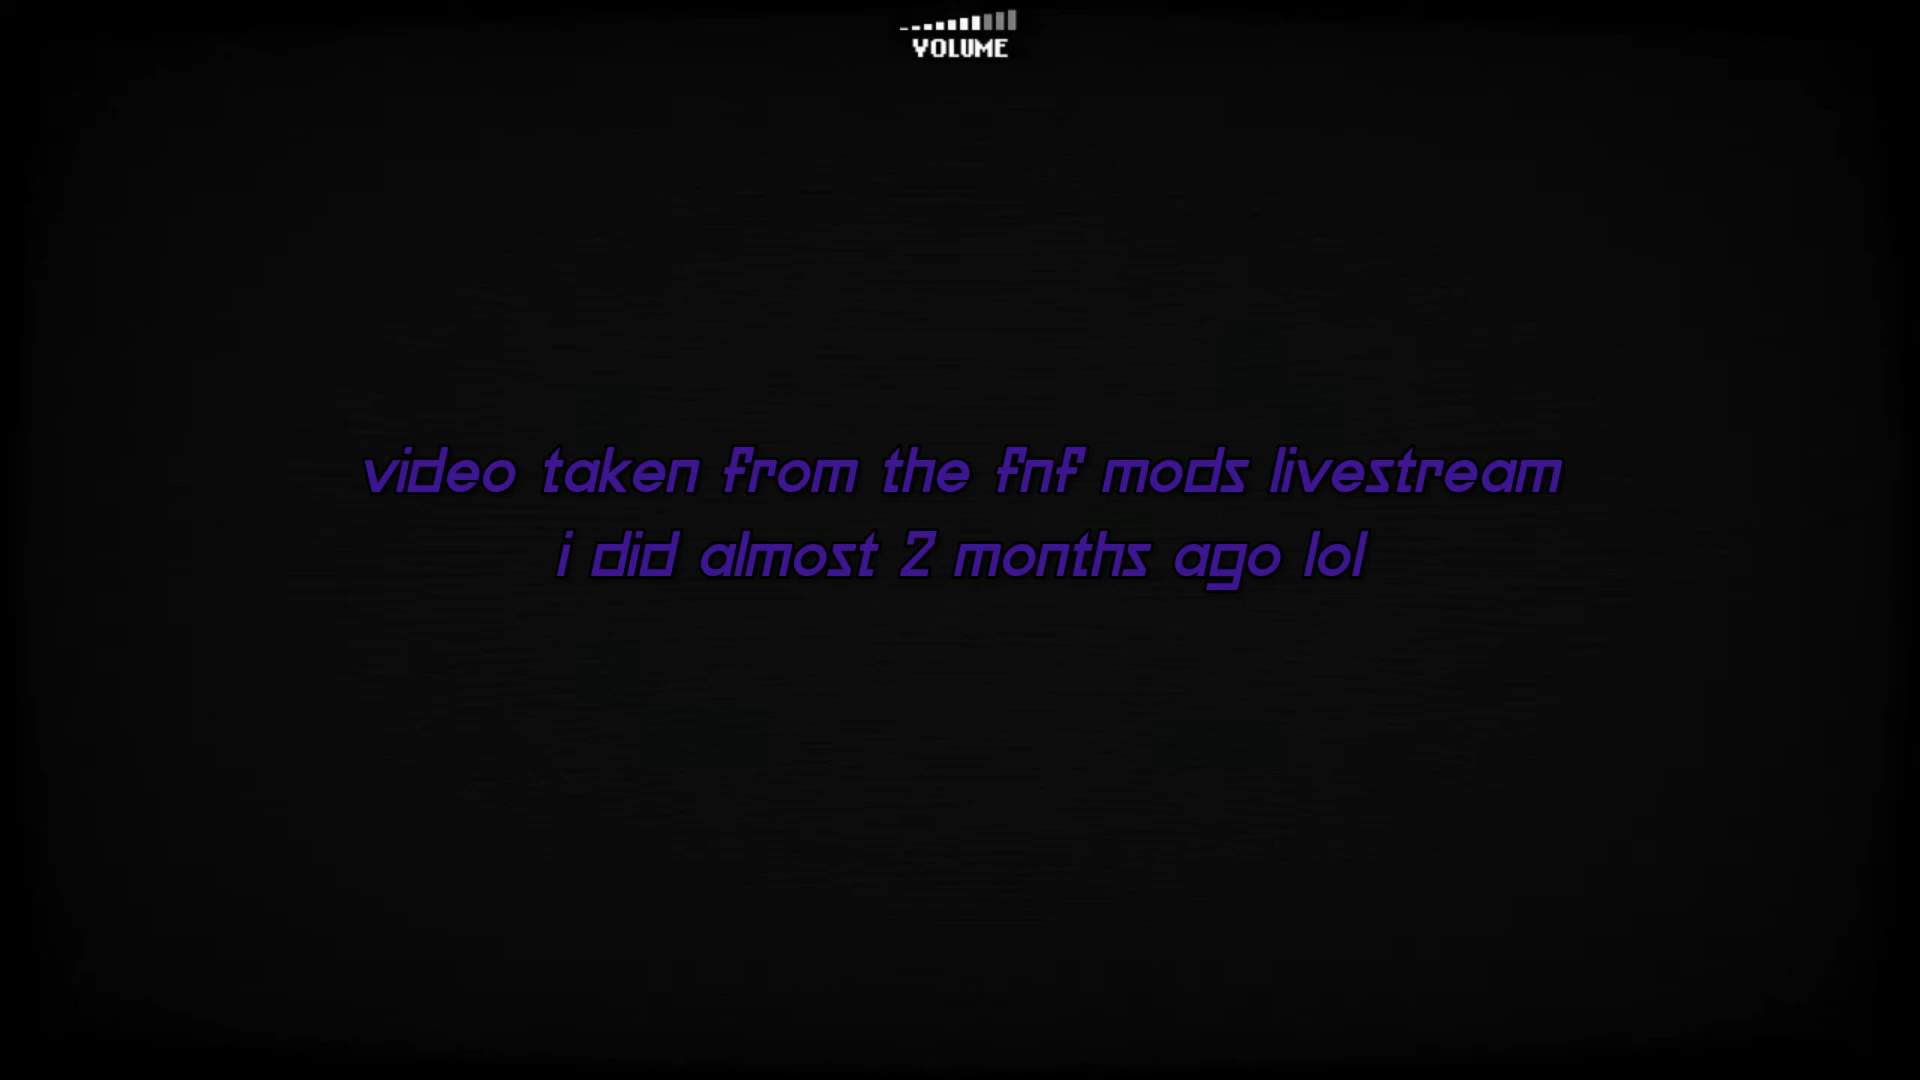 VOLUME
video taken from the fnf mods livestream
i did almost 2 months ago lol